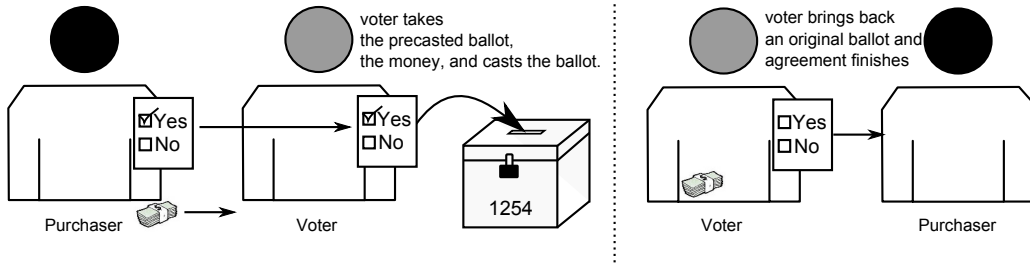 voter takes
the precasted ballot,
the money, and casts the ballot.
Yes
No
Yes
No
1254
Purchaser
Voter
voter brings back
an original ballot and
agreement finishes
Yes
No
Voter
Purchaser